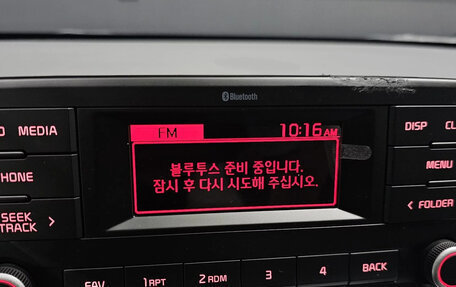 Bluetooth
FM 10:16 AM
MEDIA DISP
블루투스 준비 중입니다.
잠시 후 다시 시도해 주십시오.
MENU
SEEK TRACK > < FOLDER
FAV 1 RPT 2 RDM 3 4 BACK